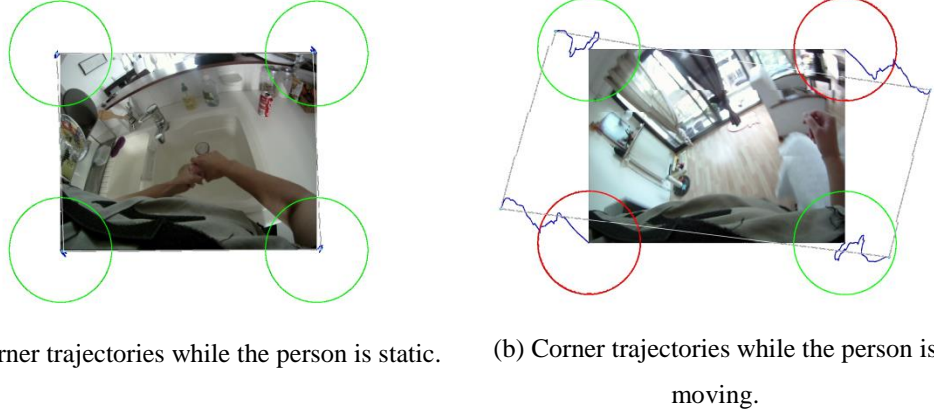 rner trajectories while the person is static.
(b) Corner trajectories while the person is
moving.